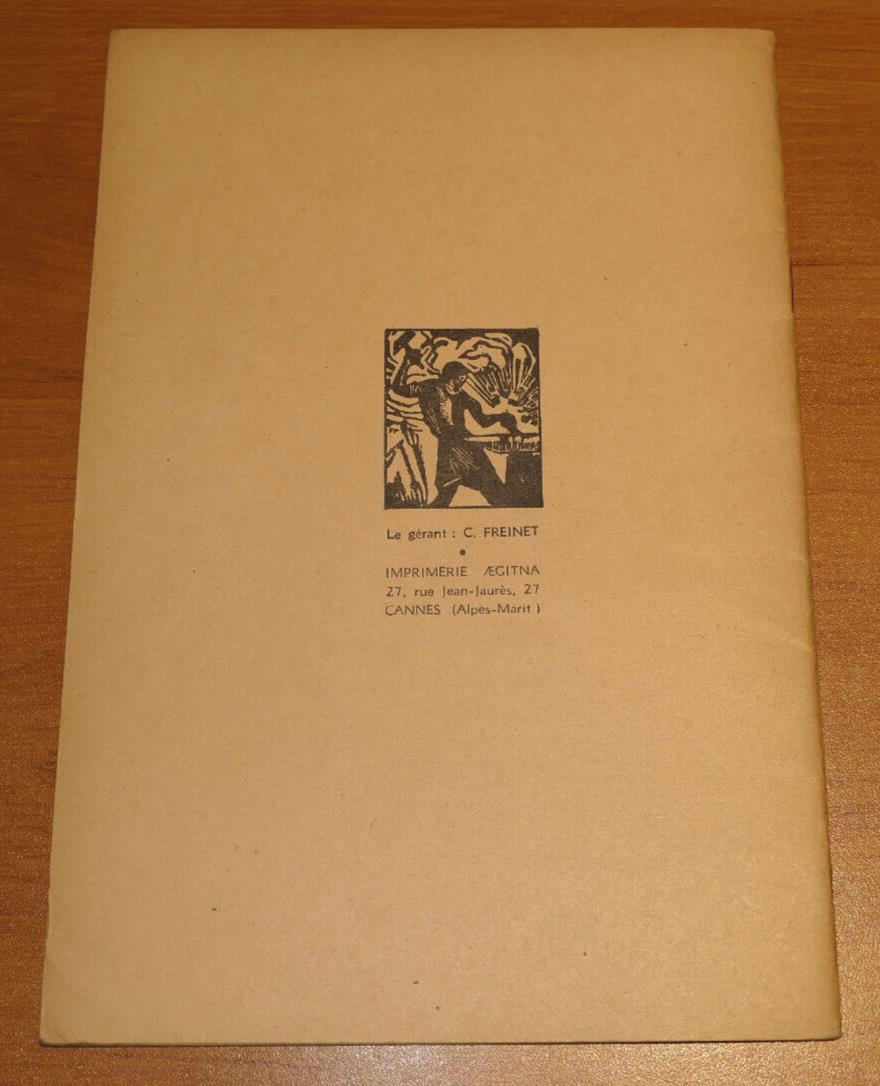 Le gérant : C. FREINET
IMPRIMERIE ÆGITNA
27, rue Jean-Jaurès, 27
CANNES (Alpes-Marit )